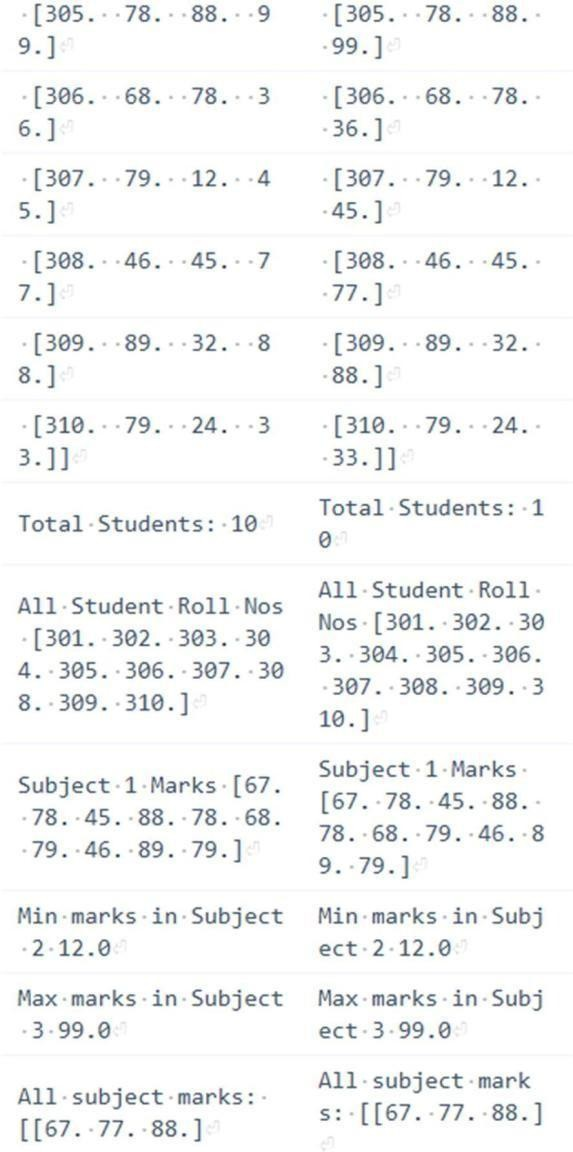 [305.   78.   88.   9
9.]
[305.   78.   88.
99.]
[306.   68.   78.   3
6.]
[306.   68.   78.
36.]
[307.   79.   12.   4
5.]
[307.   79.   12.
45.]
[308.   46.   45.   7
7.]
[308.   46.   45.
77.]
[309.   89.   32.   8
8.]
[309.   89.   32.
88.]
[310.   79.   24.   3
3.]]
[310.   79.   24.
33.]]
Total Students: 10
Total Students: 1
0
All Student Roll Nos
[301. 302. 303. 30
4. 305. 306. 307. 30
8. 309. 310.]
All Student Roll
Nos [301. 302. 30
3. 304. 305. 306.
307. 308. 309. 3
10.]
Subject 1 Marks [67.
78. 45. 88. 78. 68.
79. 46. 89. 79.]
Subject 1 Marks
[67. 78. 45. 88.
78. 68. 79. 46. 8
9. 79.]
Min marks in Subject
2 12.0
Min marks in Subj
ect 2 12.0
Max marks in Subject
3 99.0
Max marks in Subj
ect 3 99.0
All subject marks:
[[67. 77. 88.]
All subject mark
s: [[67. 77. 88.]